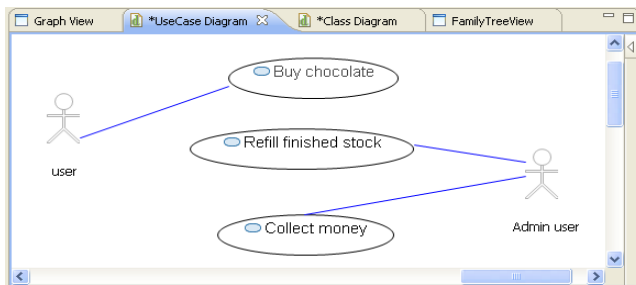 Graph View
*UseCase Diagram
*Class Diagram
FamilyTreeView
Buy chocolate
Refill finished stock
user
Admin user
Collect money